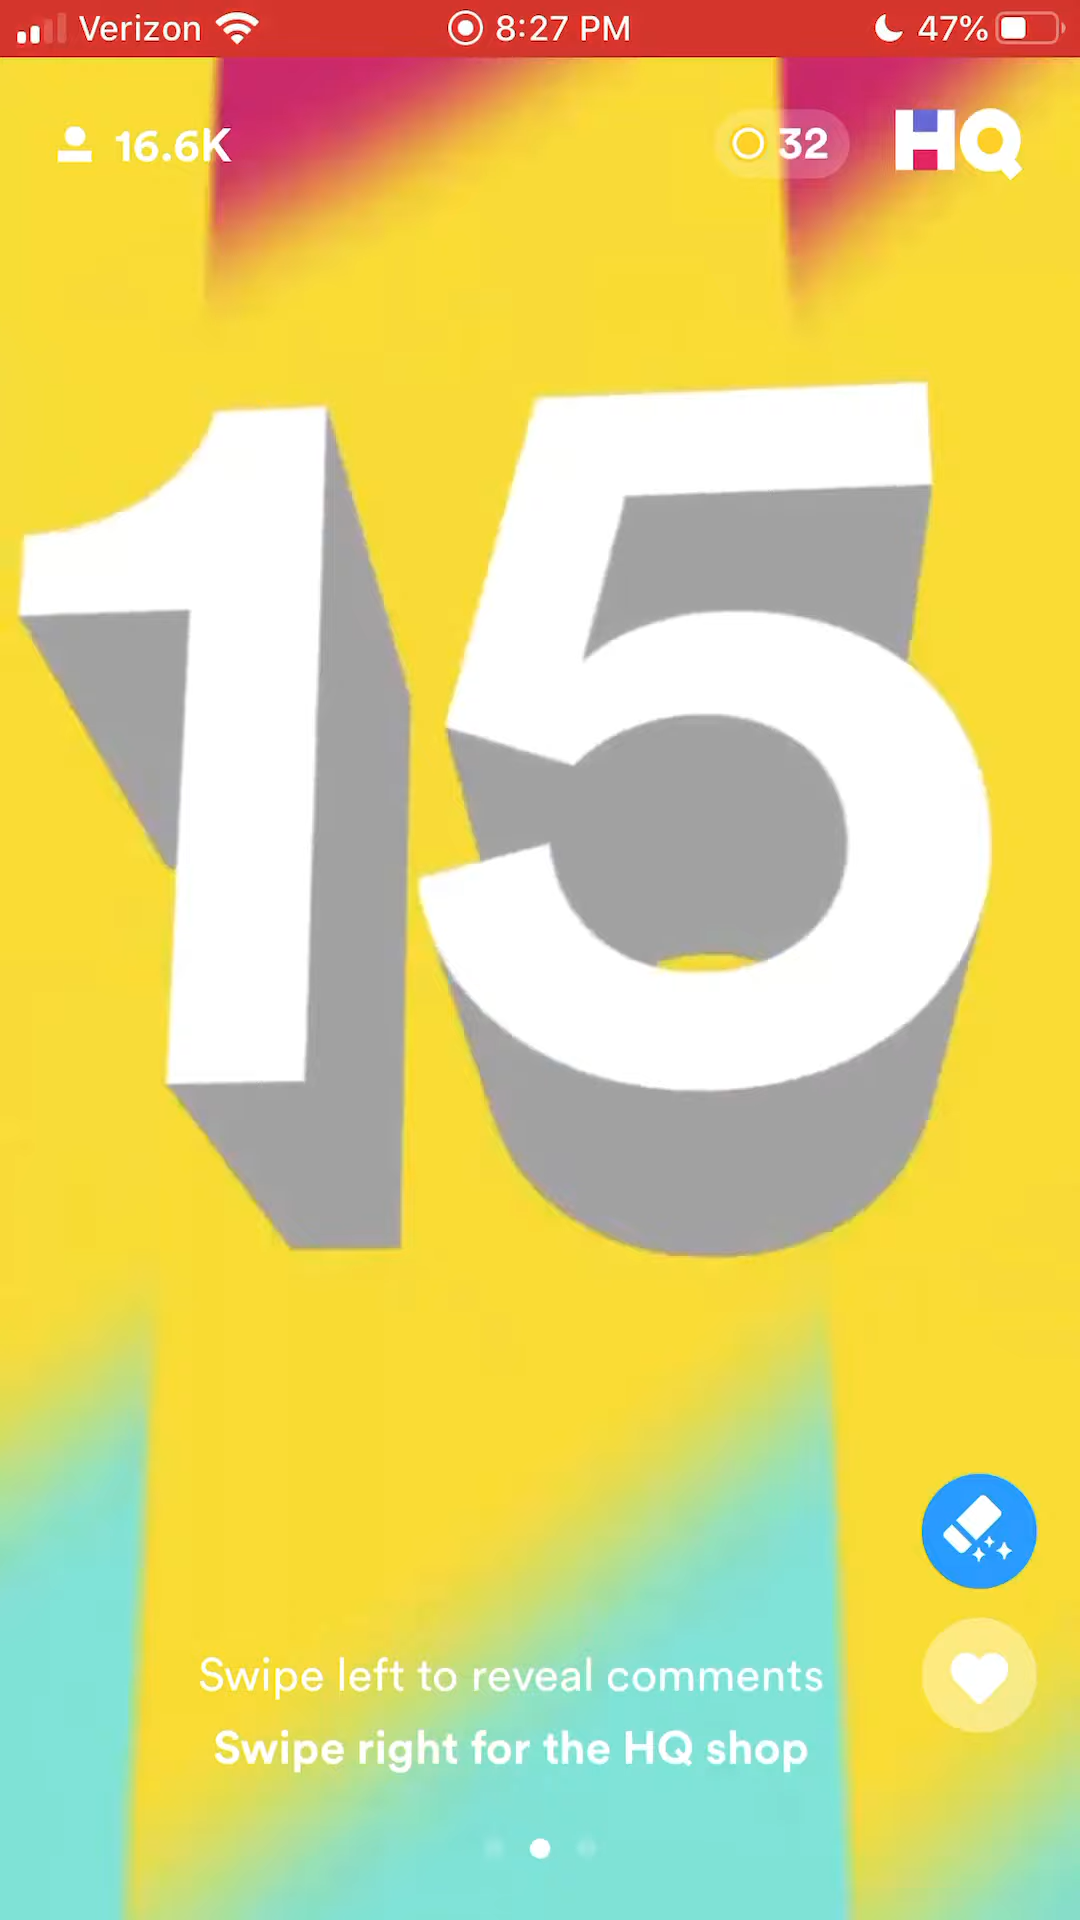 Verizon 8:27 PM 47%
16.6K 32 HQ
15
Swipe left to reveal comments
Swipe right for the HQ shop